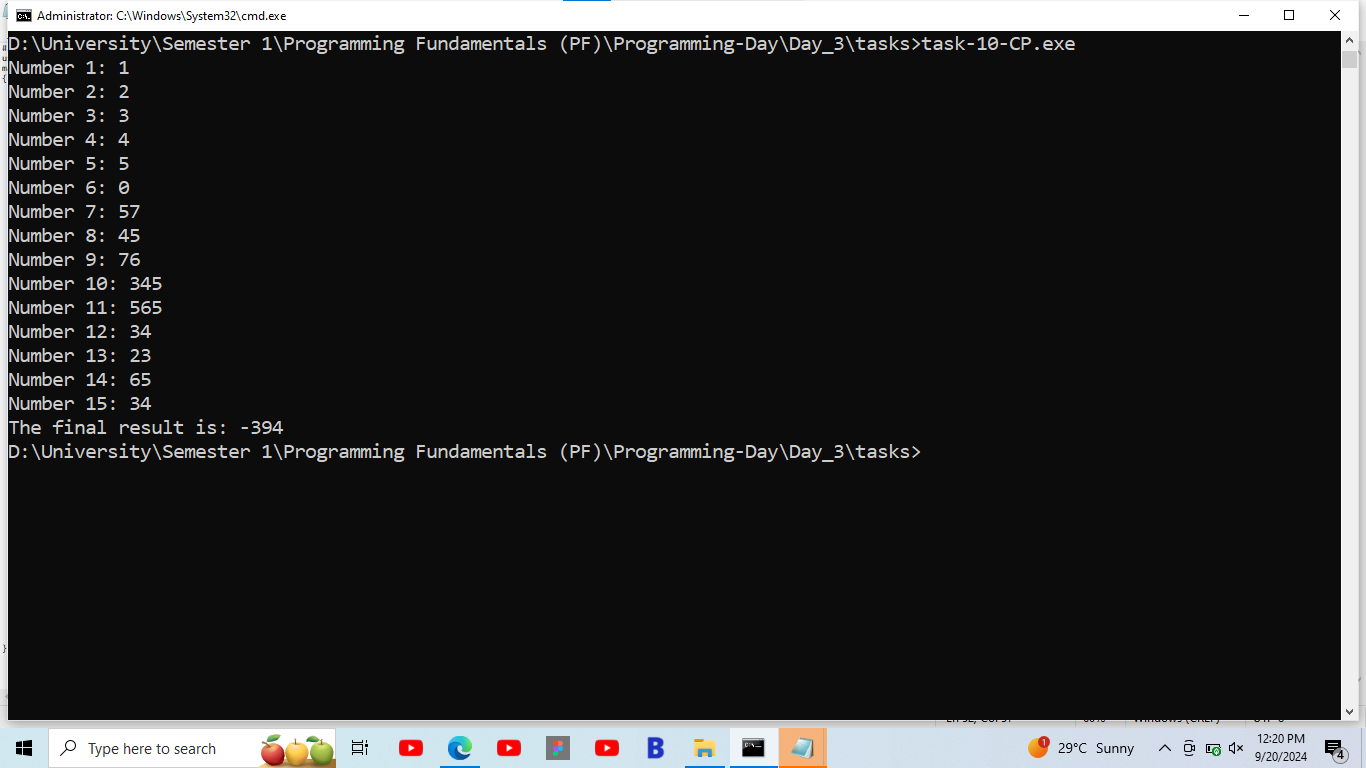 Administrator: C:\Windows\System32\cmd.exe
D:\University\Semester 1\Programming Fundamentals (PF)\Programming-Day\Day_3\tasks>task-10-CP.exe
Number 1: 1
Number 2: 2
Number 3: 3
Number 4: 4
Number 5: 5
Number 6: 0
Number 7: 57
Number 8: 45
Number 9: 76
Number 10: 345
Number 11: 565
Number 12: 34
Number 13: 23
Number 14: 65
Number 15: 34
The final result is: -394
D:\University\Semester 1\Programming Fundamentals (PF)\Programming-Day\Day_3\tasks>
Type here to search
B
1
29°C Sunny
12:20 PM
9/20/2024
4